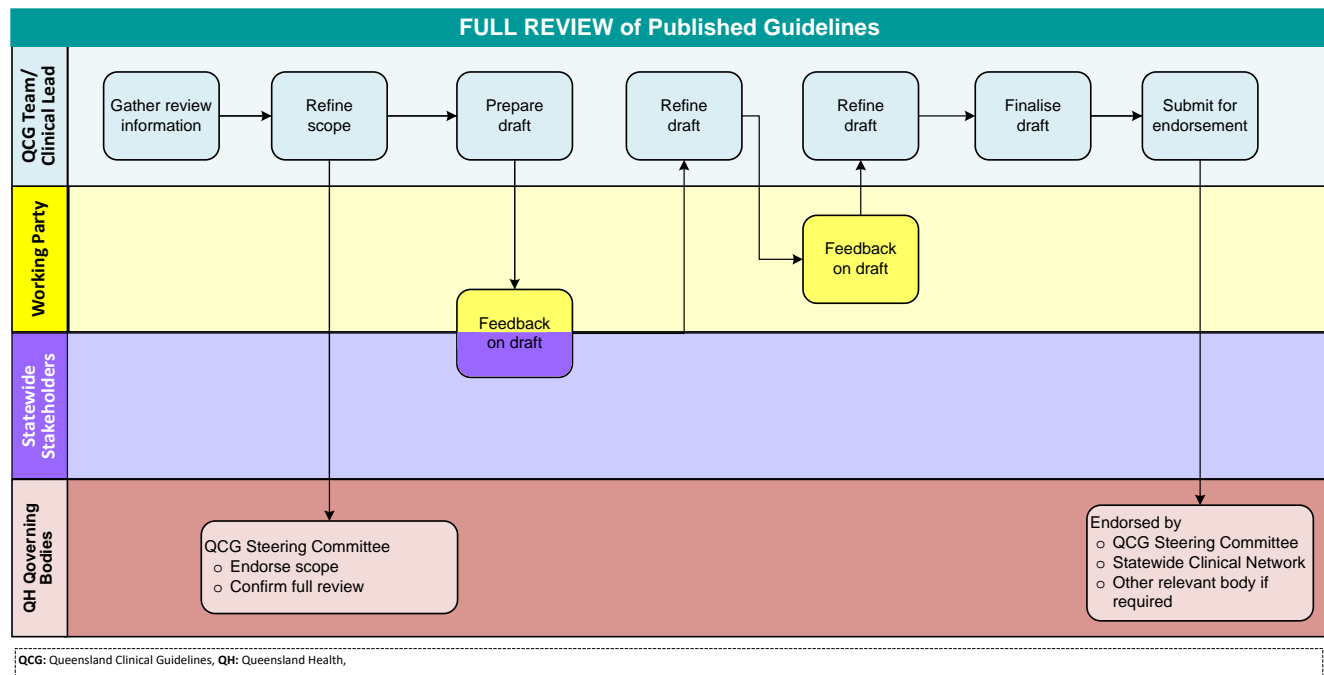 FULL REVIEW of Published Guidelines
QCG Team/
Clinical Lead
Gather review
information
Refine
scope
Prepare
draft
Refine
draft
Refine
draft
Finalise
draft
Submit for
endorsement
Working Party
Feedback
on draft
Feedback
on draft
Statewide
Stakeholders
QH Qoverning
Bodies
QCG Steering Committee
o Endorse scope
o Confirm full review
Endorsed by
o QCG Steering Committee
o Statewide Clinical Network
o Other relevant body if
required
QCG: Queensland Clinical Guidelines, QH: Queensland Health,